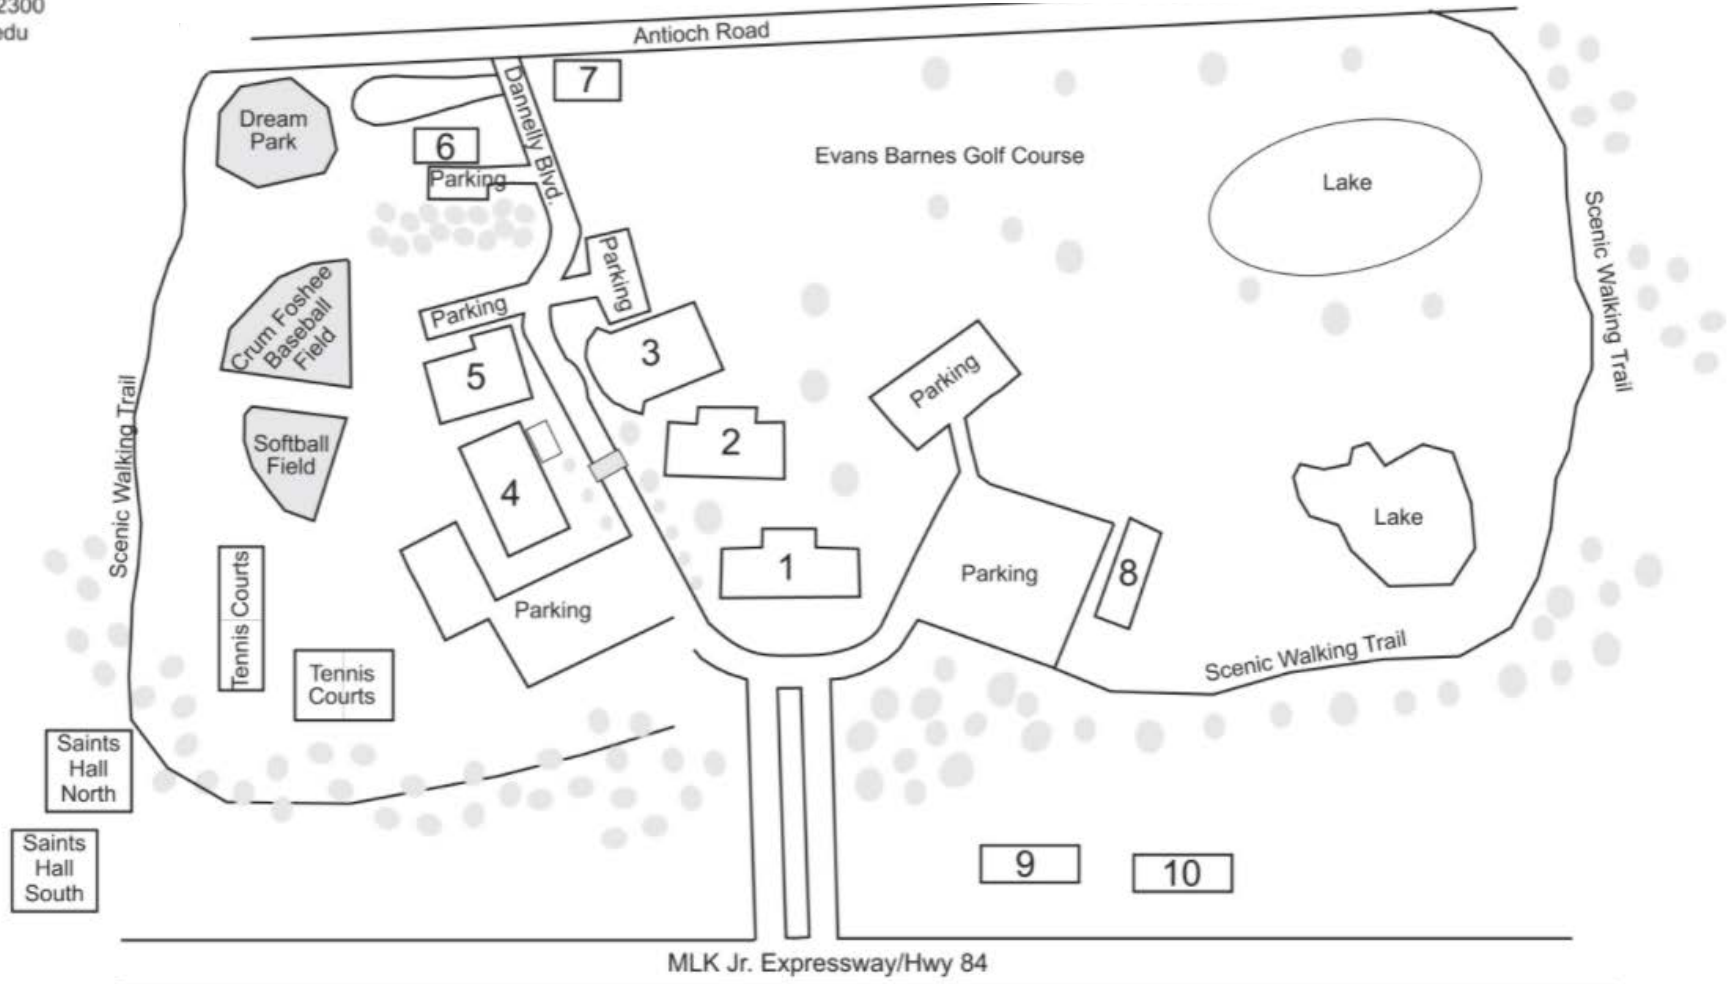 2300
edu
Antioch Road
Dannelly Blvd.
7
Dream
Park
6
Parking
Evans Barnes Golf Course
Lake
Scenic Walking Trail
Parking
Parking
Crum Foshee
Baseball
Field
3
5
Parking
2
Softball
Field
4
Scenic Walking Trail
Lake
1
Parking
8
Tennis Courts
Parking
Scenic Walking Trail
Tennis
Courts
Saints
Hall
North
Saints
Hall
South
9
10
MLK Jr. Expressway/Hwy 84